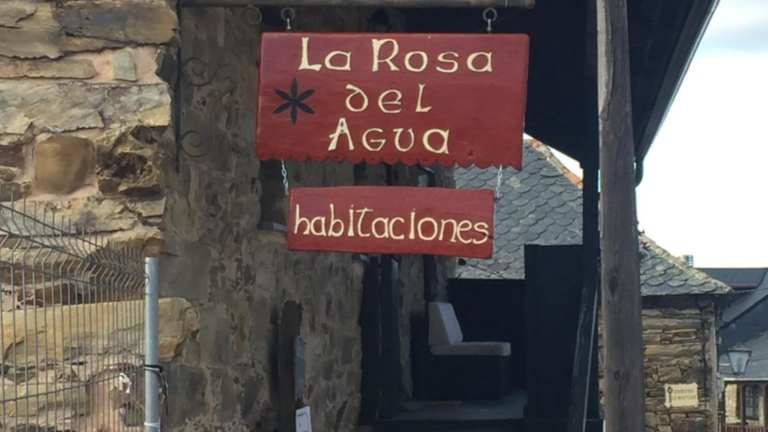 La Rosa
del
Agua
habitaciones